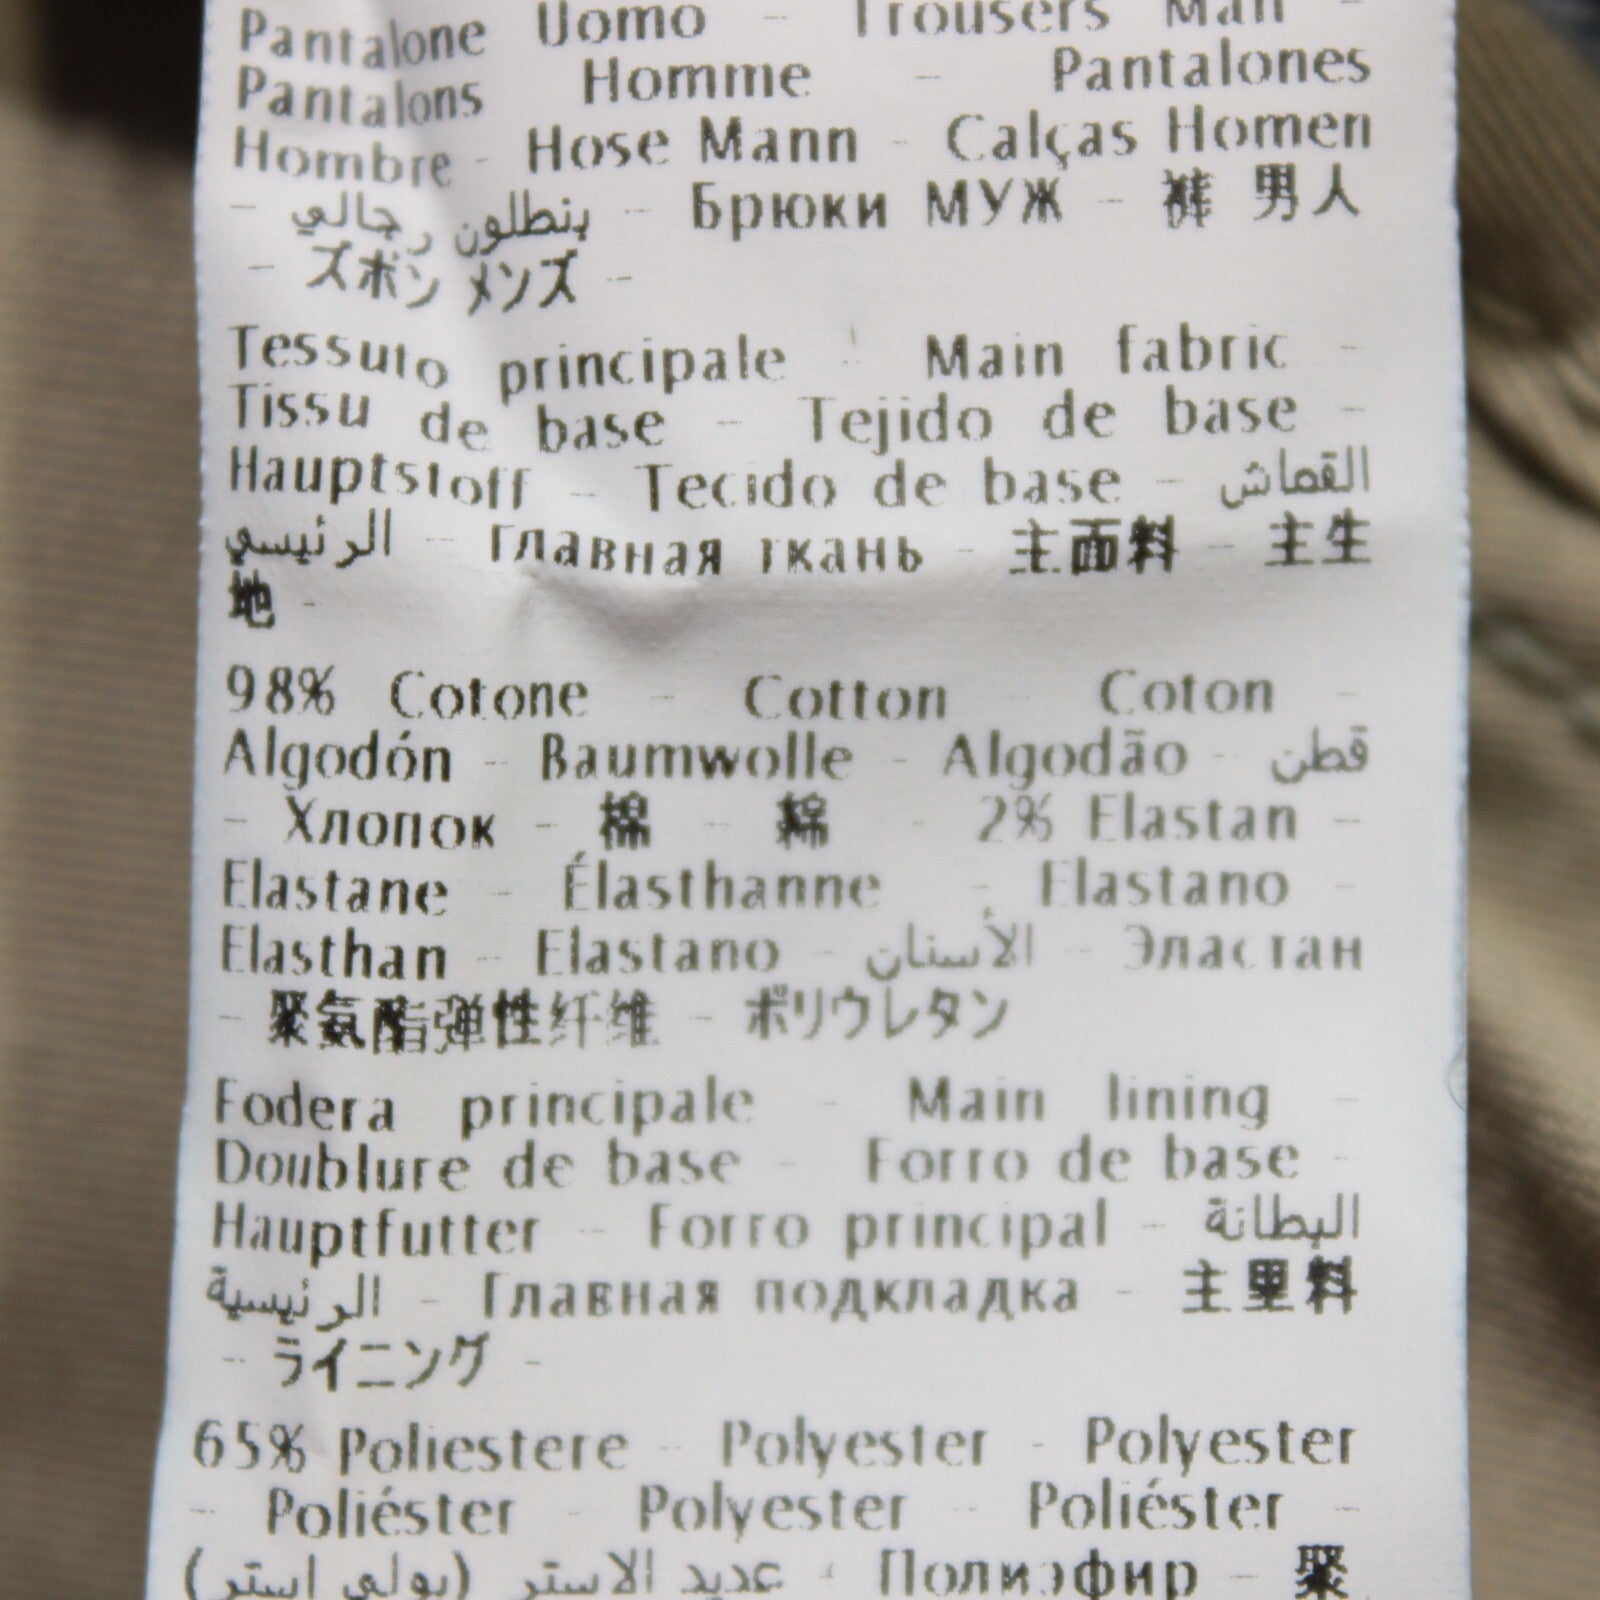 Pantalone Uomo - Trousers Man -
Pantalons Homme - Pantalones
Hombre - Hose Mann - Calças Homen
- بنطلون رجالي - Брюки МУЖ - 裤 男人
- ズボン メンズ -
Tessuto principale - Main fabric -
Tissu de base - Tejido de base -
Hauptstoff - Tecido de base - القماش
الرئيسي - Главная ткань - 主面料 - 主生
地 -
98% Cotone - Cotton - Coton -
Algodón - Baumwolle - Algodão - قطن
- Хлопок - 棉 - 綿 - 2% Elastan -
Elastane - Élasthanne - Elastano -
Elasthan - Elastano - الأستان - Эластан
- 聚氨酯弹性纤维 - ポリウレタン
Fodera principale - Main lining -
Doublure de base - Forro de base -
Hauptfutter - Forro principal - البطانة
الرئيسية - Главная подкладка - 主里料
- ライニング -
65% Poliestere - Polyester - Polyester
- Poliéster - Polyester - Poliéster -
عديد الاستر (بولي استر) - Полиэфир - 聚